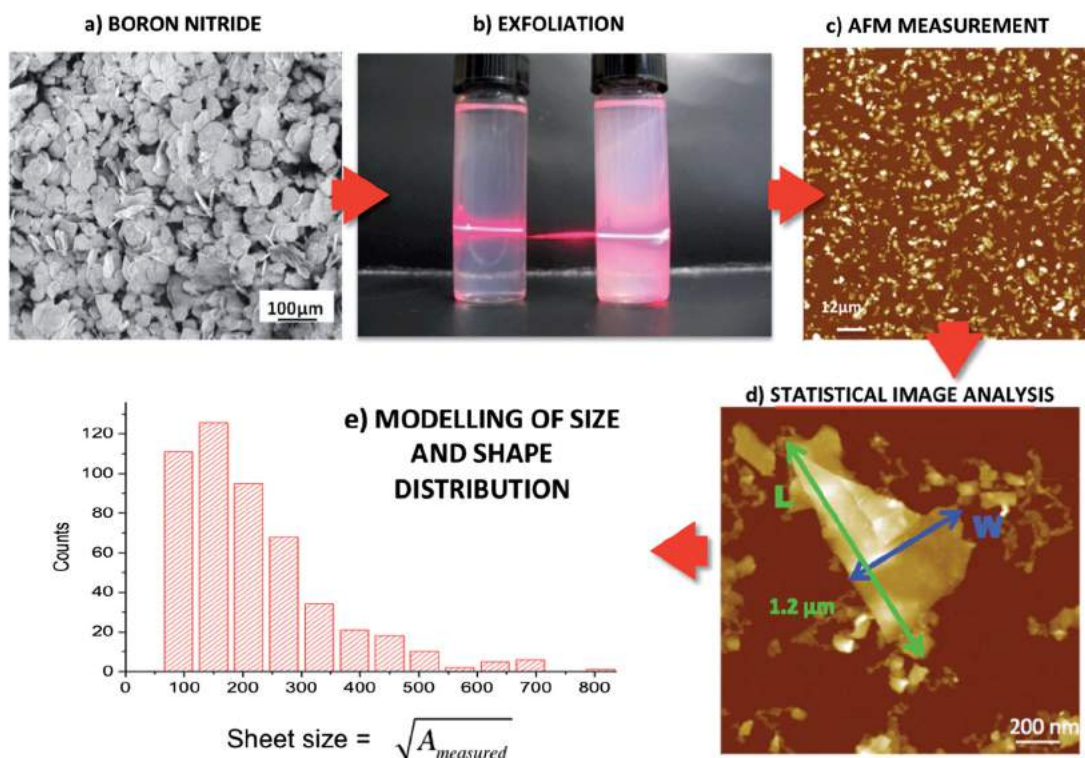 a) BORON NITRIDE
100µm
b) EXFOLIATION
c) AFM MEASUREMENT
12µm
d) STATISTICAL IMAGE ANALYSIS
L
W
1.2 µm
200 nm
e) MODELLING OF SIZE
AND SHAPE
DISTRIBUTION
Counts
120
100
80
60
40
20
0
0 100 200 300 400 500 600 700 800
Sheet size = √A measured